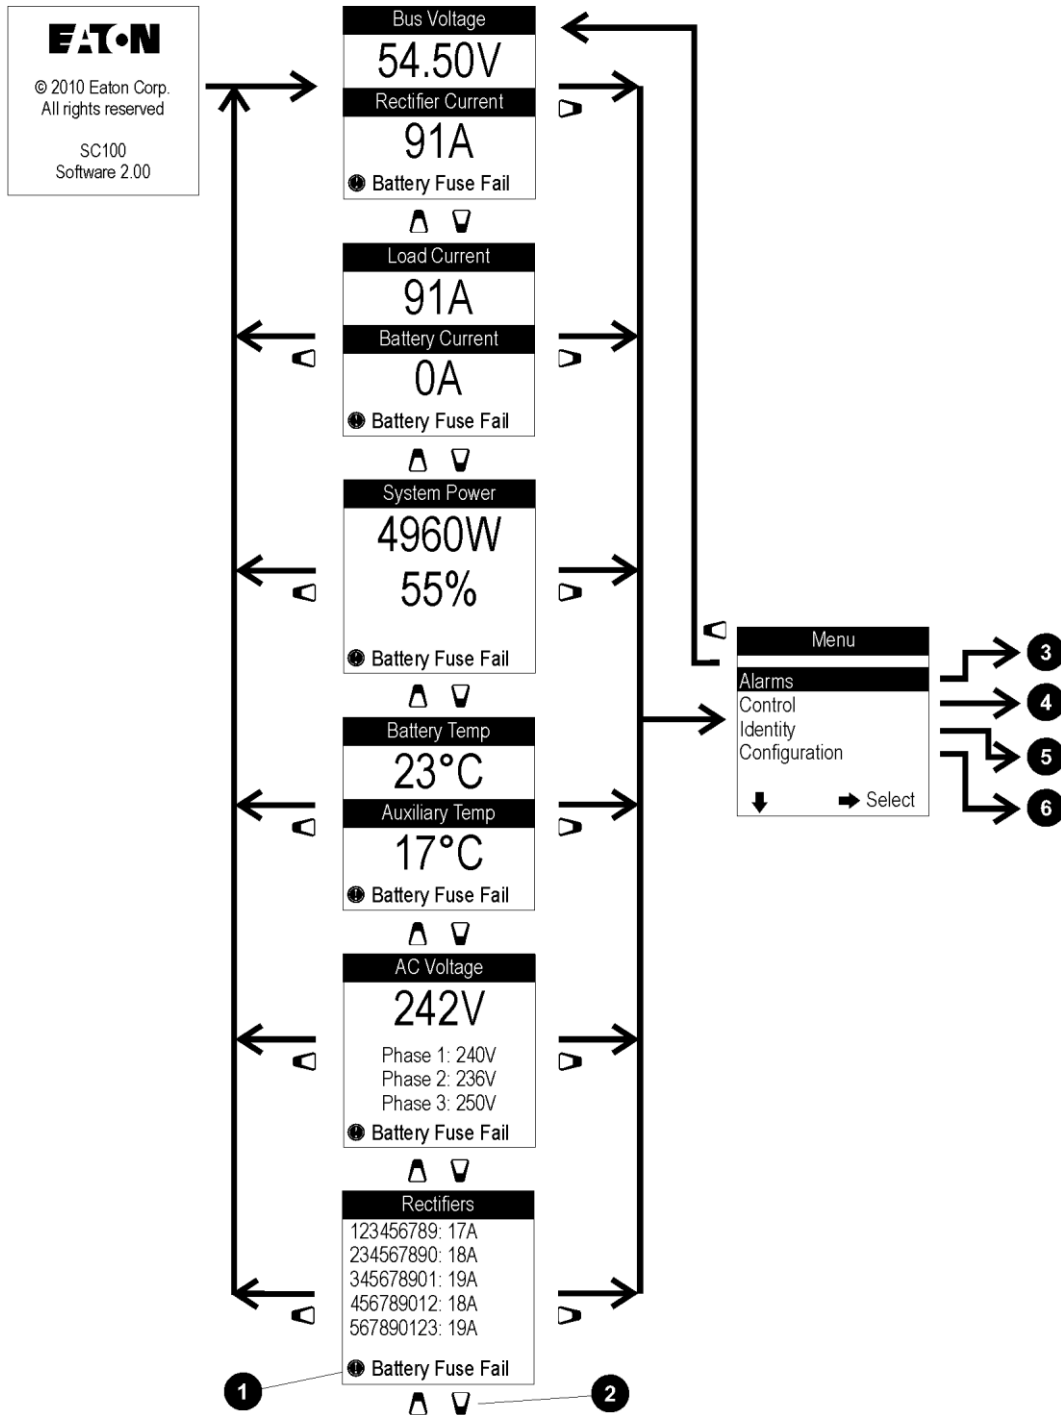 EATON
© 2010 Eaton Corp.
All rights reserved
SC100
Software 2.00
Bus Voltage
54.50V
Rectifier Current
91A
Battery Fuse Fail
Load Current
91A
Battery Current
0A
Battery Fuse Fail
System Power
4960W
55%
Battery Fuse Fail
Battery Temp
23°C
Auxiliary Temp
17°C
Battery Fuse Fail
AC Voltage
242V
Phase 1: 240V
Phase 2: 236V
Phase 3: 250V
Battery Fuse Fail
Rectifiers
123456789: 17A
234567890: 18A
345678901: 19A
456789012: 18A
567890123: 19A
Battery Fuse Fail
1
2
Menu
Alarms
Control
Identity
Configuration
Select
3
4
5
6